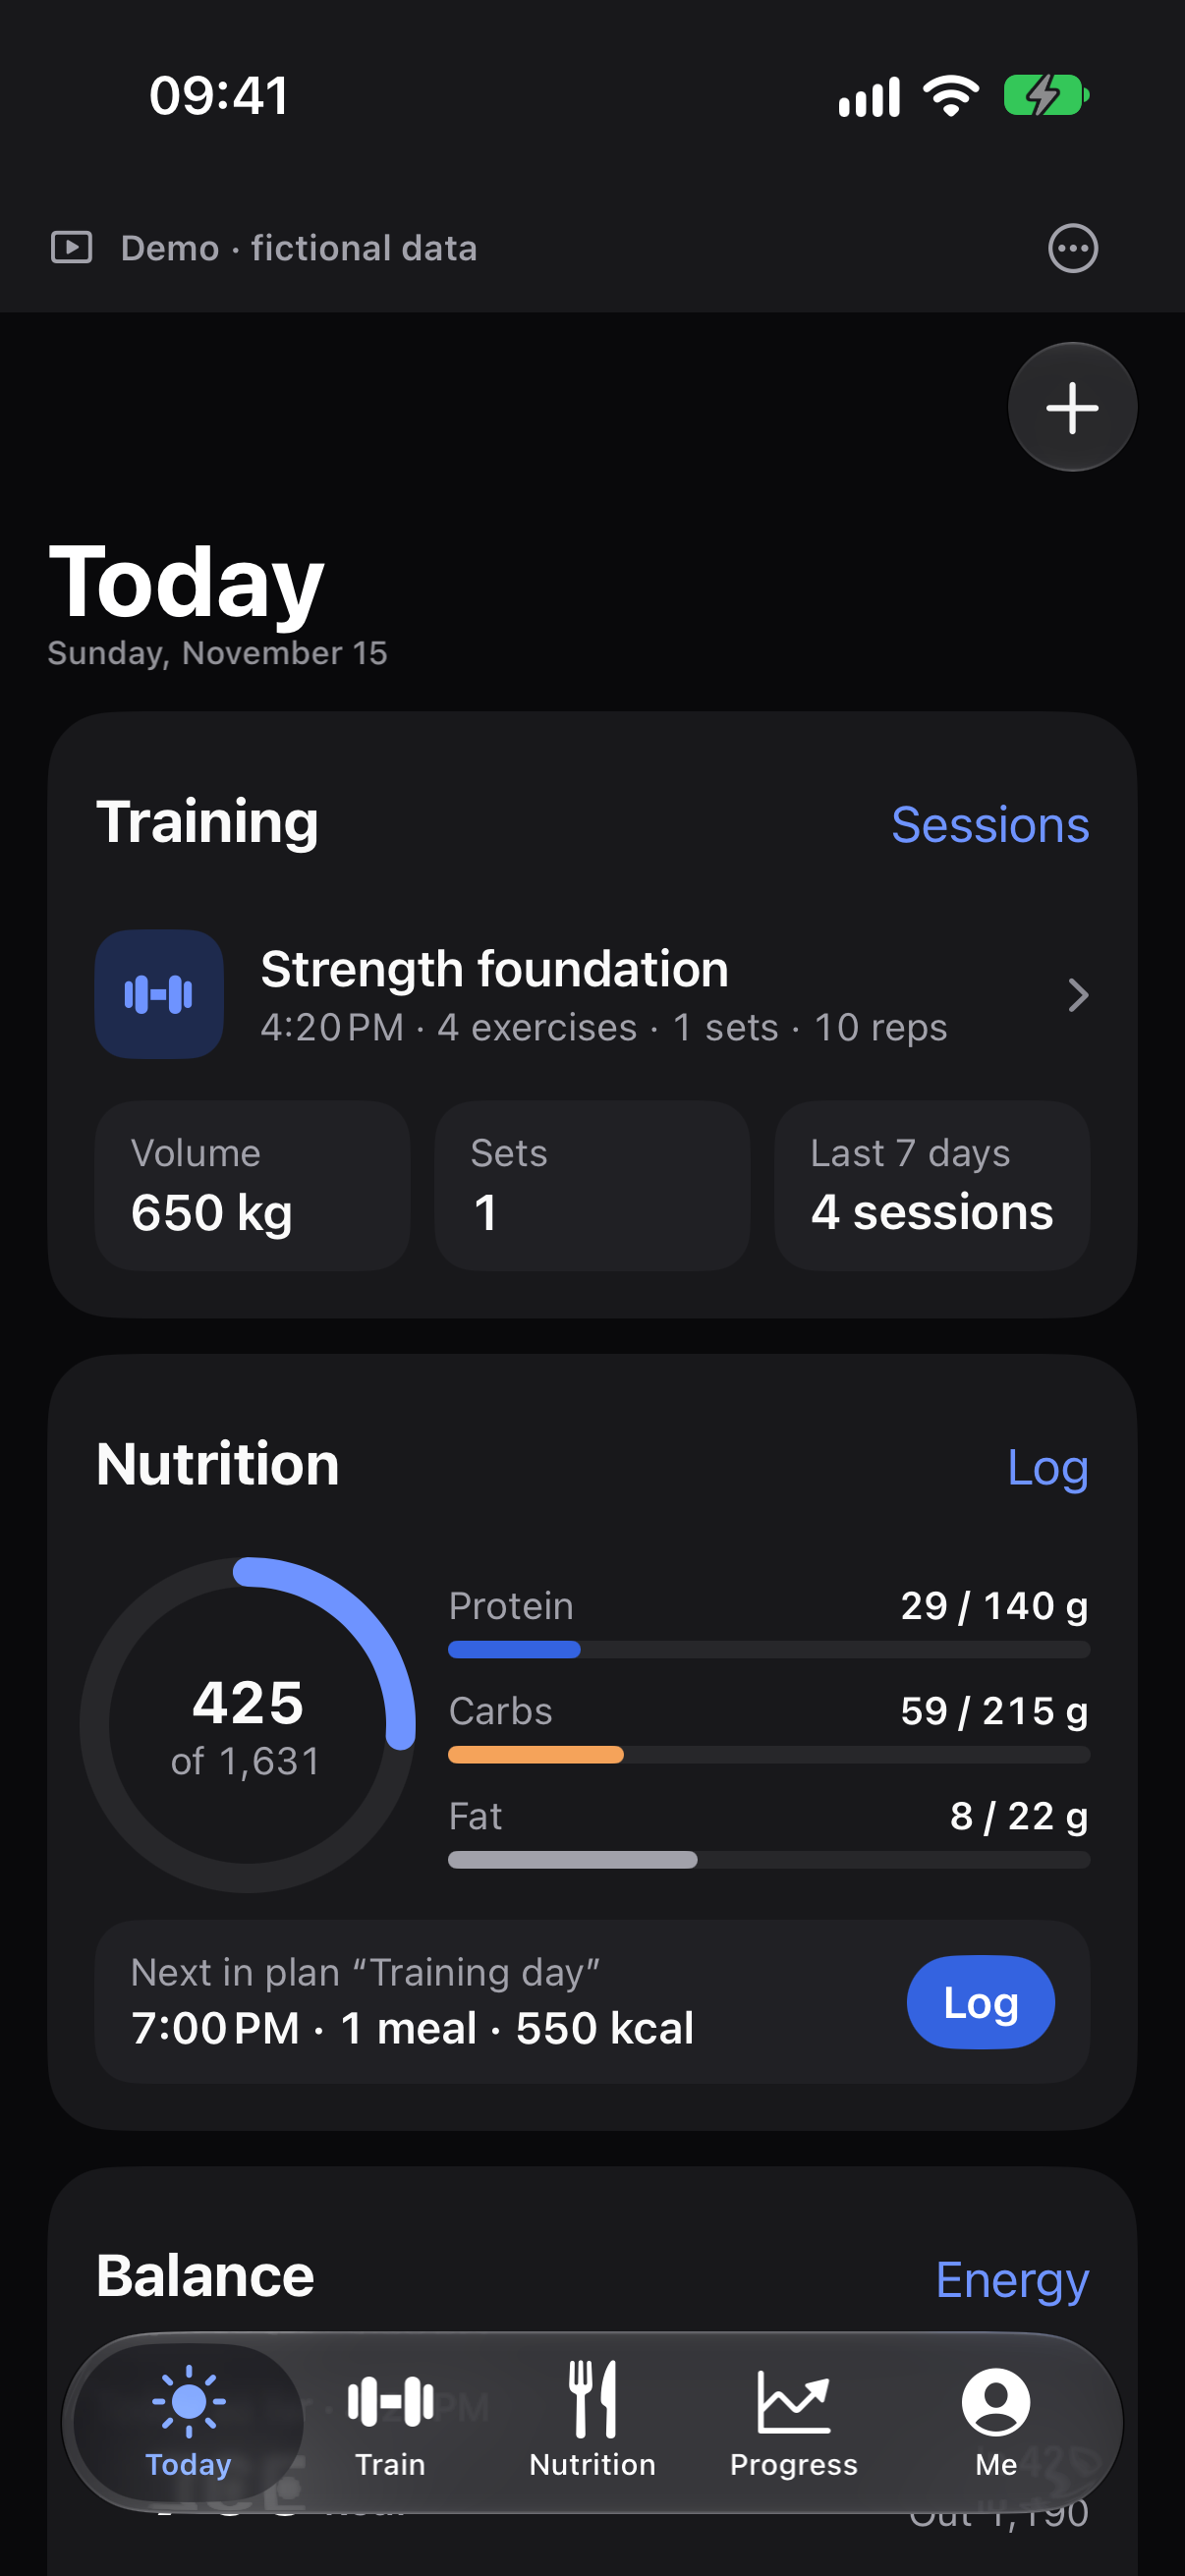 09:41
Demo · fictional data
Today
Sunday, November 15
Training
Sessions
Strength foundation
4:20 PM · 4 exercises · 1 sets · 10 reps
Volume
650 kg
Sets
1
Last 7 days
4 sessions
Nutrition
Log
425
of 1,631
Protein
29 / 140 g
Carbs
59 / 215 g
Fat
8 / 22 g
Next in plan “Training day”
7:00 PM · 1 meal · 550 kcal
Log
Balance
Energy
Today
Train
Nutrition
Progress
Me
Out